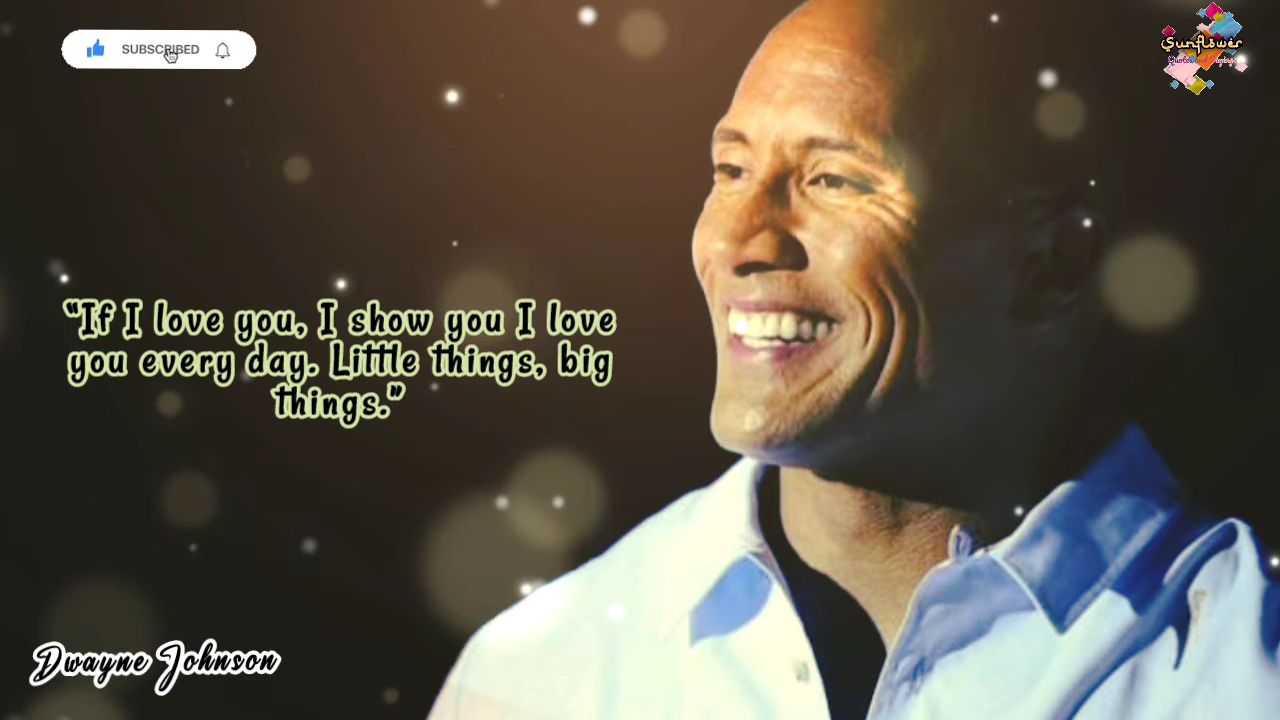 SUBSCRIBED
Sunflower
"If I love you, I show you I love
you every day. Little things, big
things."
Dwayne Johnson